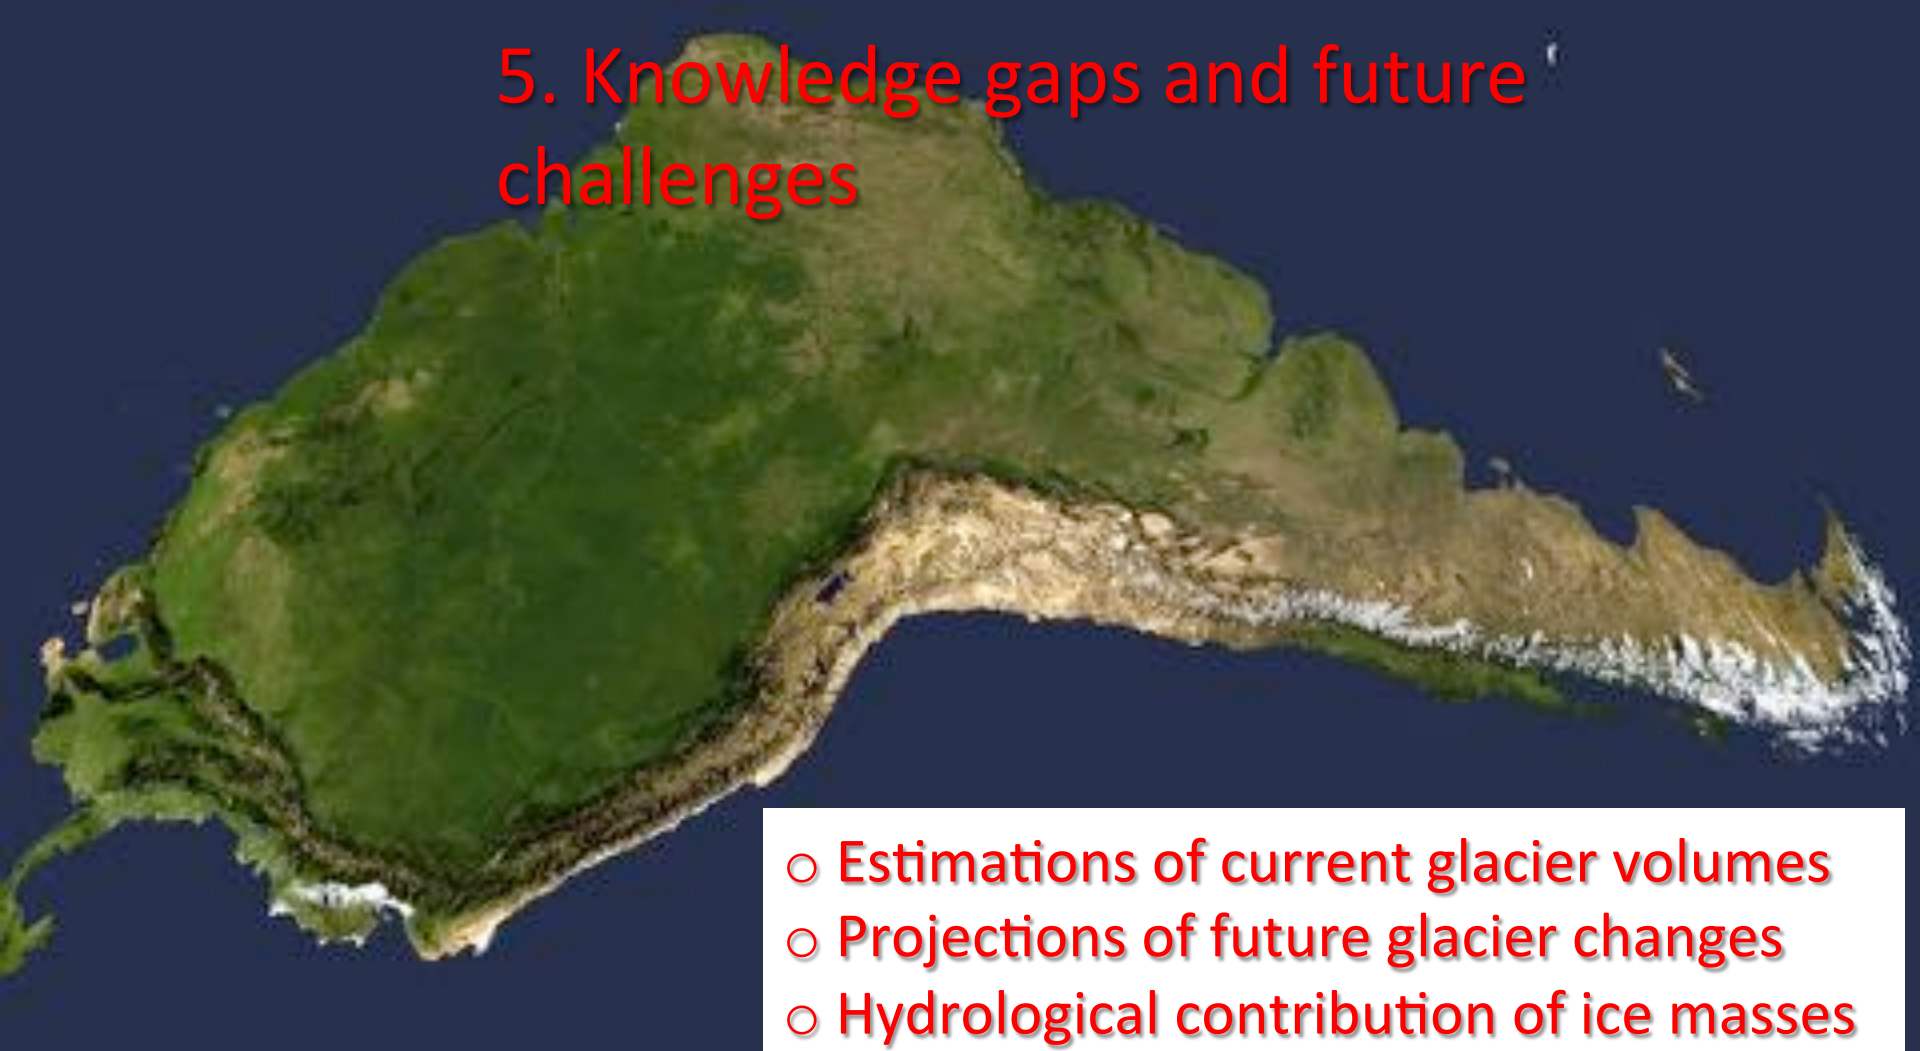 5. Knowledge gaps and future
challenges
o Estimations of current glacier volumes
o Projections of future glacier changes
o Hydrological contribution of ice masses